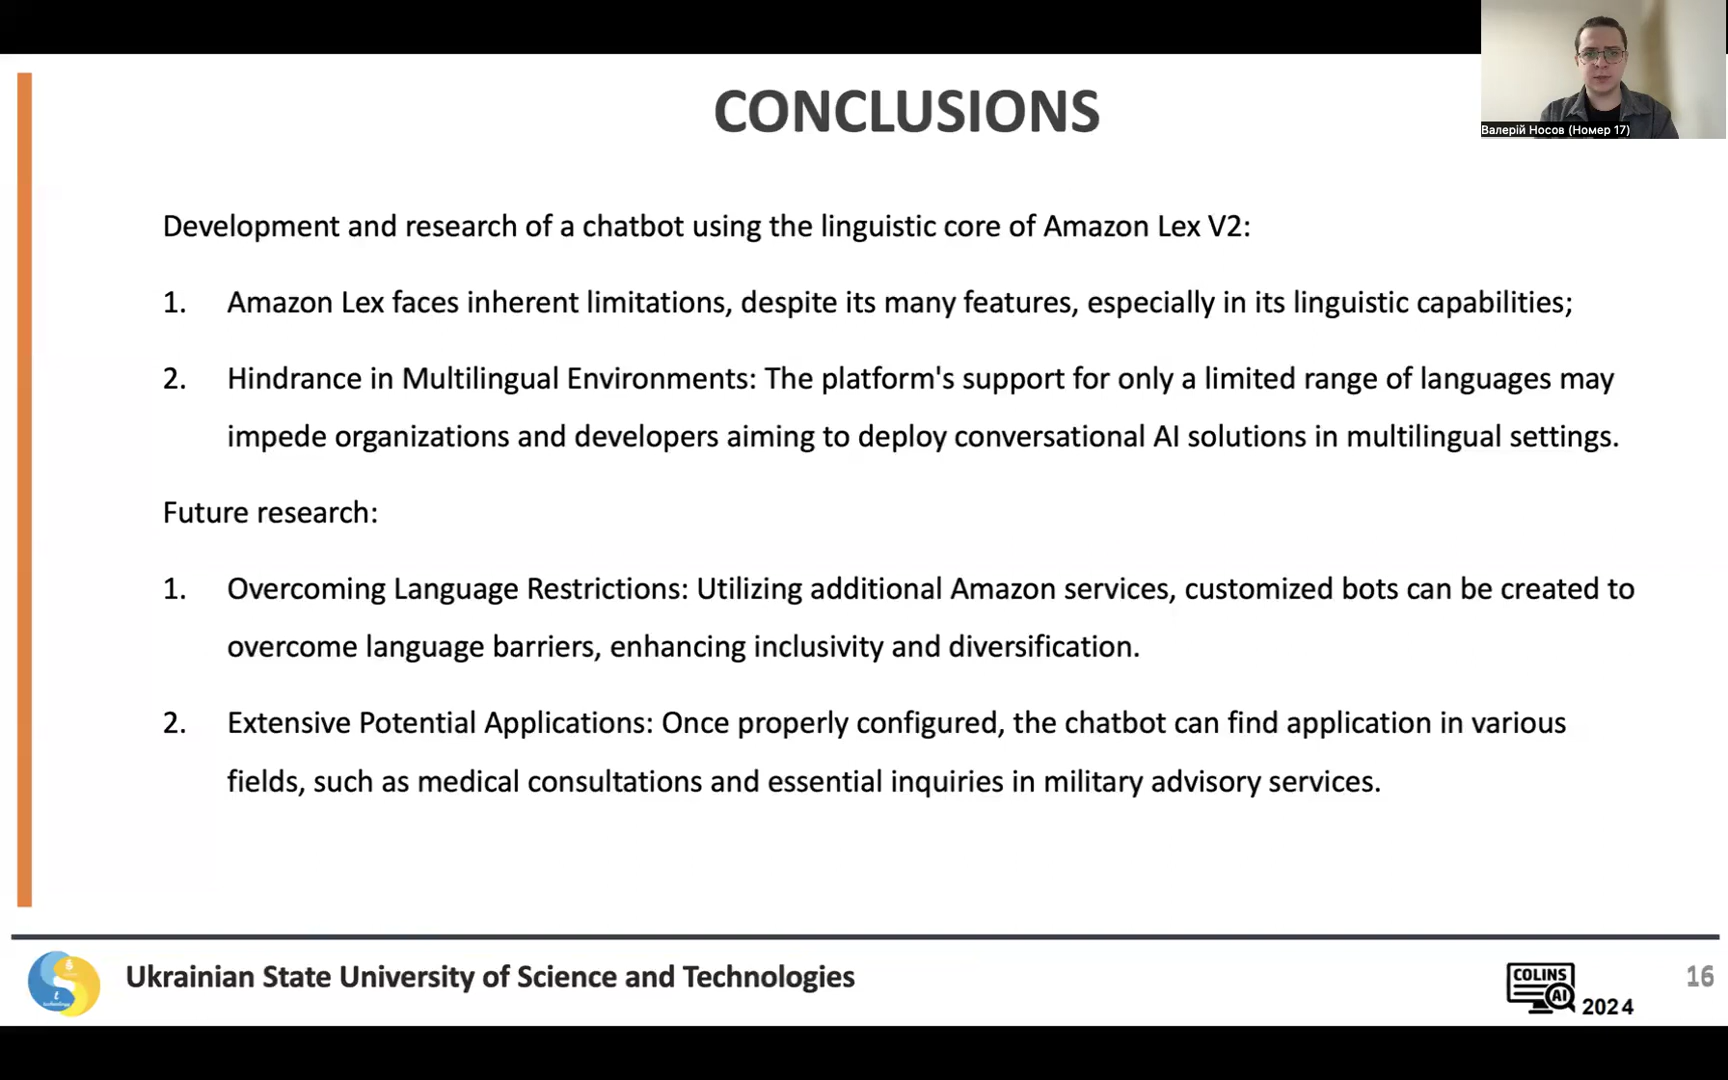 CONCLUSIONS
Валерій Носов (Номер 17)
Development and research of a chatbot using the linguistic core of Amazon Lex V2:
1. Amazon Lex faces inherent limitations, despite its many features, especially in its linguistic capabilities;
2. Hindrance in Multilingual Environments: The platform's support for only a limited range of languages may
impede organizations and developers aiming to deploy conversational AI solutions in multilingual settings.
Future research:
1. Overcoming Language Restrictions: Utilizing additional Amazon services, customized bots can be created to
overcome language barriers, enhancing inclusivity and diversification.
2. Extensive Potential Applications: Once properly configured, the chatbot can find application in various
fields, such as medical consultations and essential inquiries in military advisory services.
Ukrainian State University of Science and Technologies
COLINS
AI
2024
16